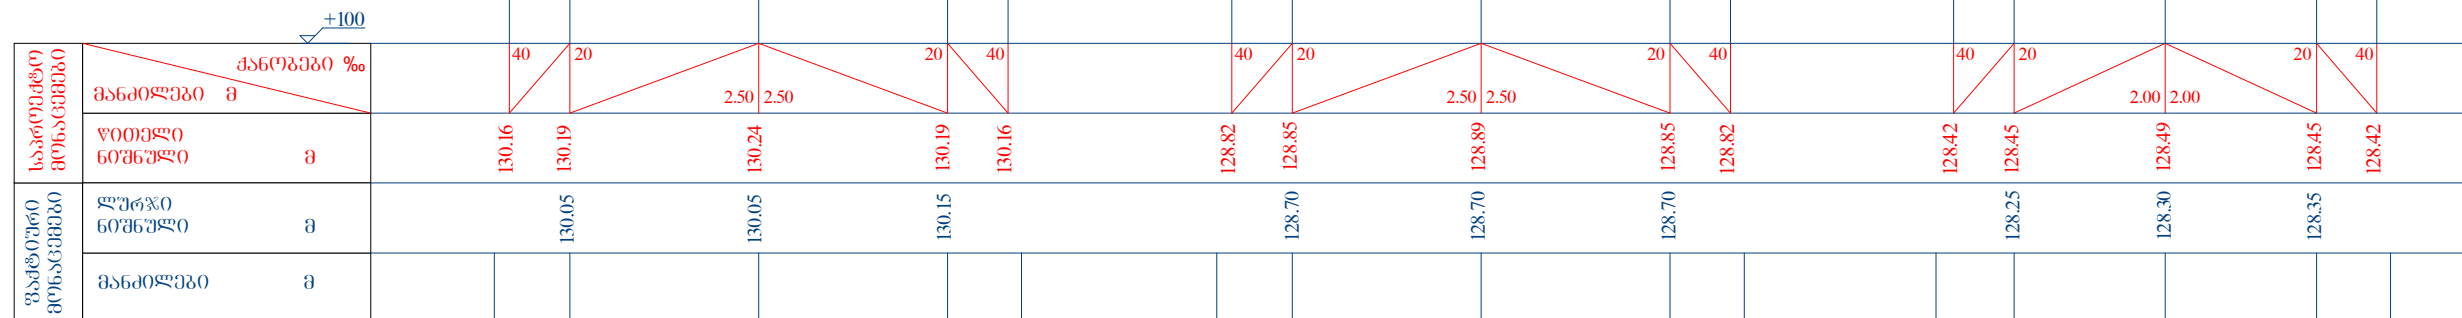 +100
საპროექტო
მონაცემები
ქანობები ‰
მანძილები მ
40 20 20 40 40 20 20 40 40 20 20 40
2.50 2.50 2.50 2.50 2.00 2.00
წითელი
ნიშნული მ
130.16 130.19 130.24 130.19 130.16 128.82 128.85 128.89 128.85 128.82 128.42 128.45 128.49 128.45 128.42
ფაქტიური
მონაცემები
ლურჯი
ნიშნული მ
130.05 130.05 130.15 128.70 128.70 128.70 128.25 128.30 128.35
მანძილები მ